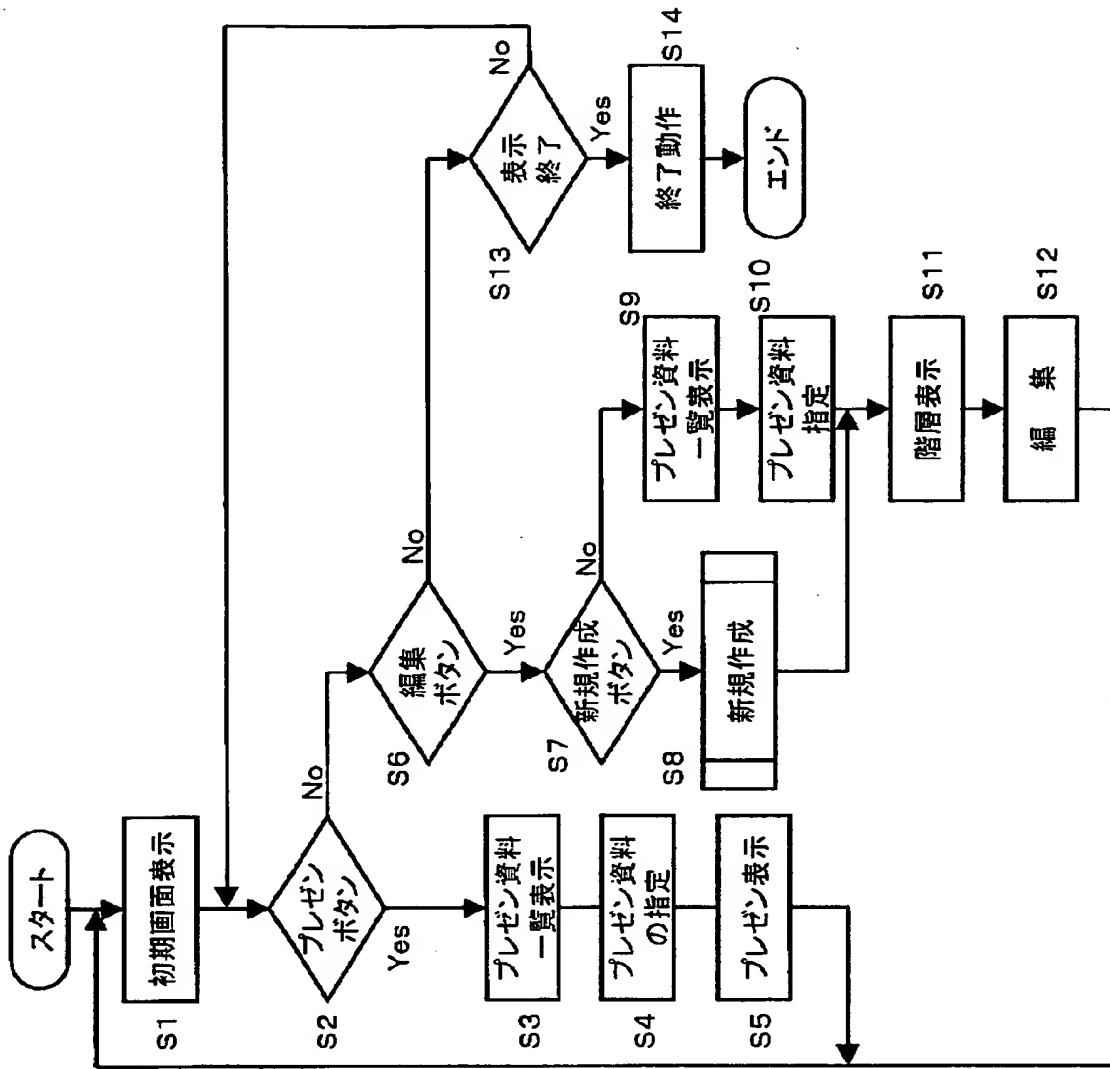 スタート
初期画面表示
S1
プレゼン
ボタン
S2
No
Yes
プレゼン資料
一覧表示
S3
プレゼン資料
の指定
S4
プレゼン表示
S5
編集
ボタン
S6
No
Yes
新規作成
ボタン
S7
No
Yes
新規作成
S8
プレゼン資料
一覧表示
S9
プレゼン資料
指定
S10
階層表示
S11
編 集
S12
表示
終了
S13
No
Yes
終了動作
S14
エンド